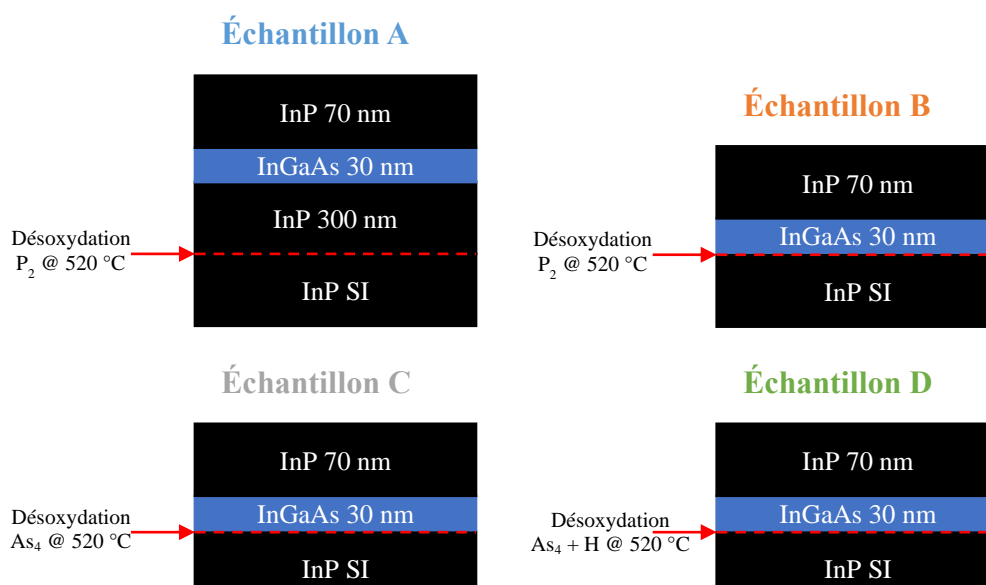 Échantillon A
InP 70 nm
InGaAs 30 nm
InP 300 nm
Désoxydation
P₂ @ 520 °C
InP SI
Échantillon B
InP 70 nm
InGaAs 30 nm
Désoxydation
P₂ @ 520 °C
InP SI
Échantillon C
InP 70 nm
InGaAs 30 nm
Désoxydation
As₄ @ 520 °C
InP SI
Échantillon D
InP 70 nm
InGaAs 30 nm
Désoxydation
As₄ + H @ 520 °C
InP SI